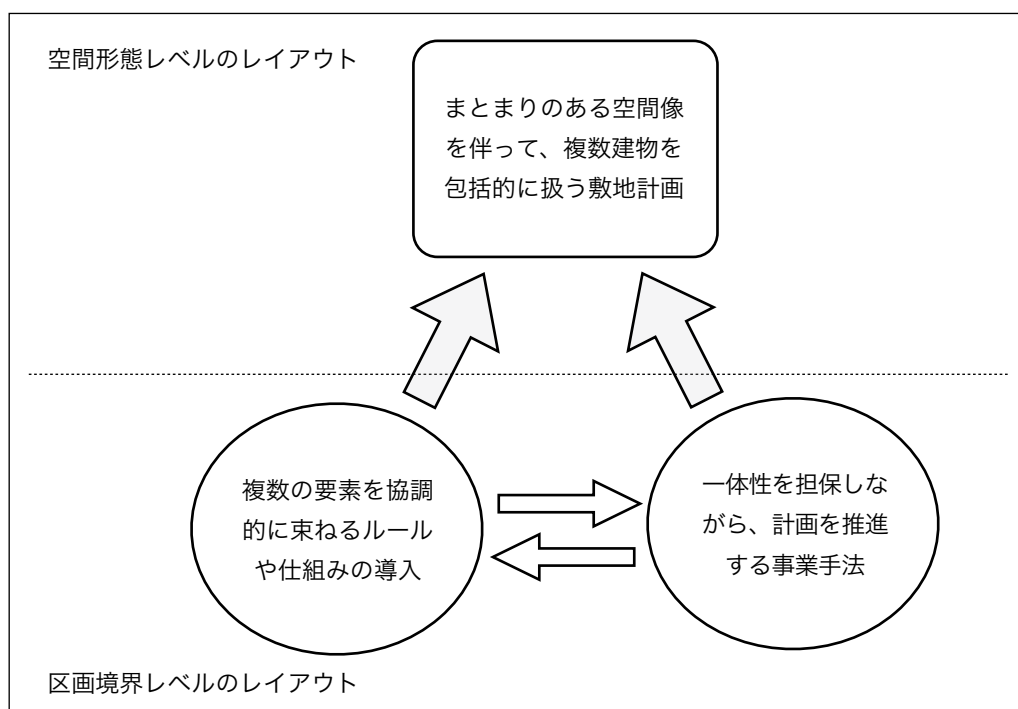 空間形態レベルのレイアウト
まとまりのある空間像
を伴って、複数建物を
包括的に扱う敷地計画
複数の要素を協調
的に束ねるルール
や仕組みの導入
一体性を担保しな
がら、計画を推進
する事業手法
区画境界レベルのレイアウト